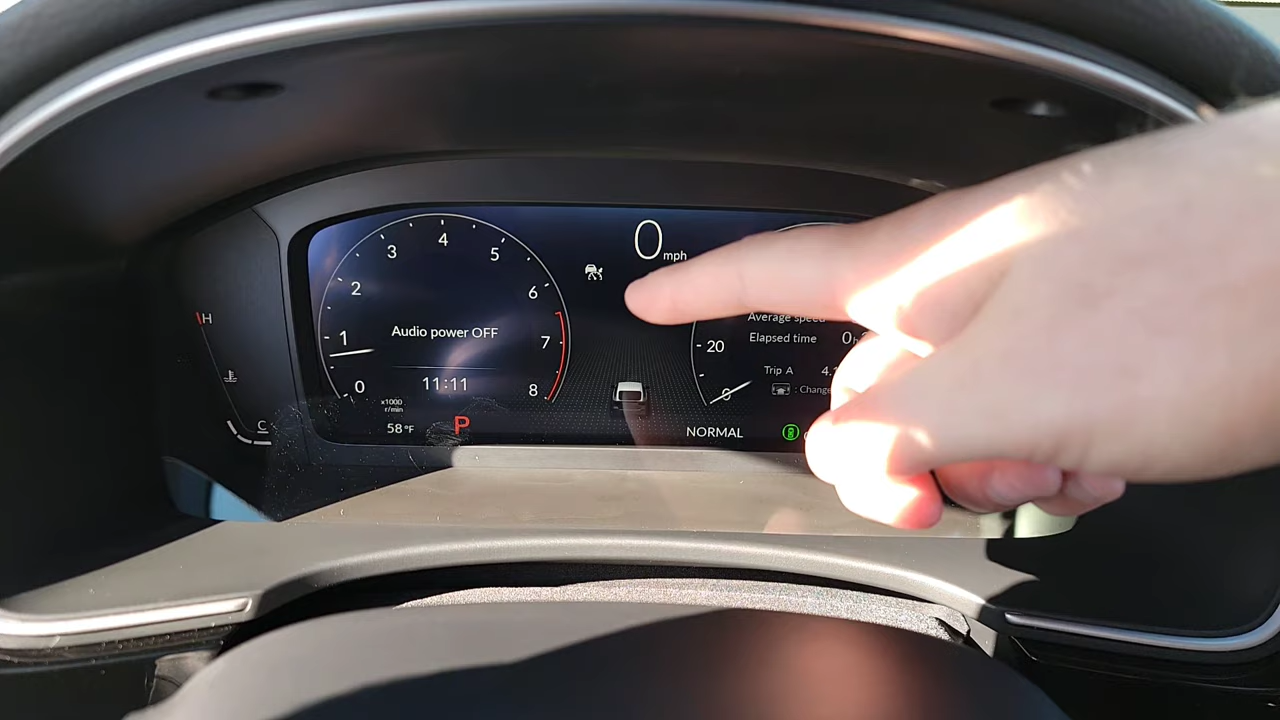 0 mph
0
1
2
3
4
5
6
7
8
Audio power OFF
11:11
x1000
r/min
58 °F
P
H
C
Elapsed time
Average speed
20
0
Trip A
: Change
NORMAL